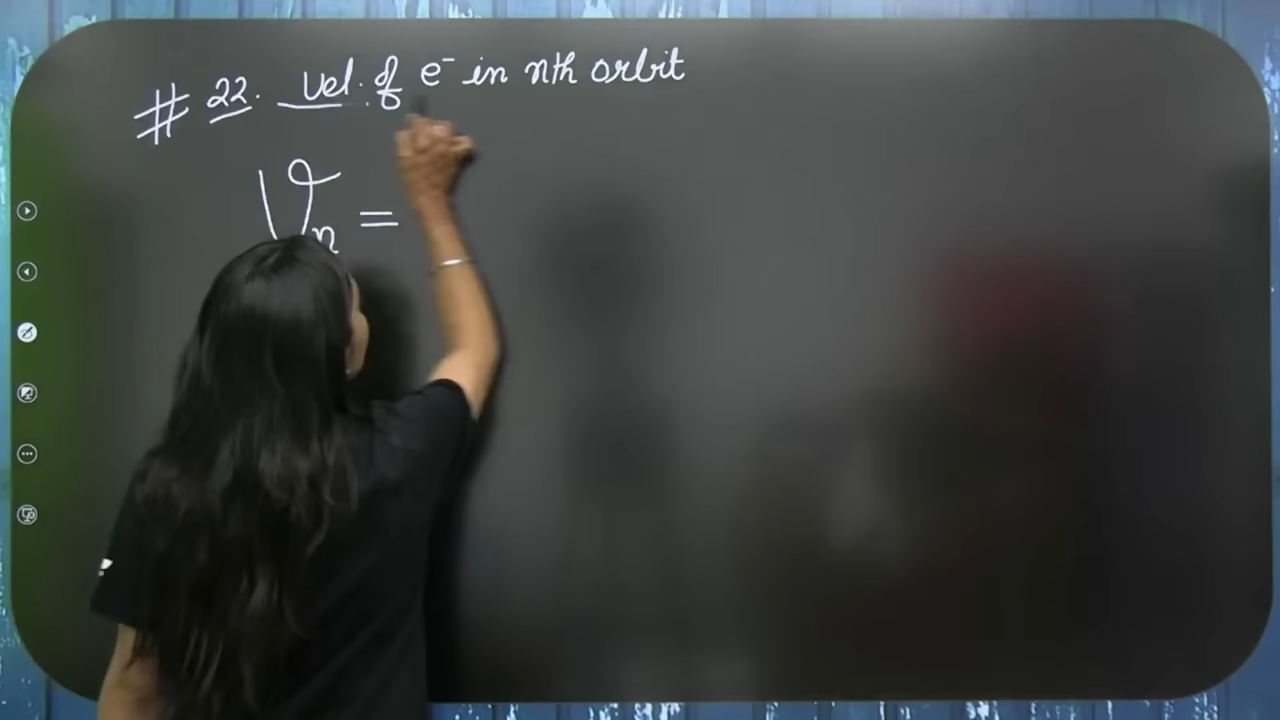 # 22. Vel. of e⁻ in nth orbit
Vn =